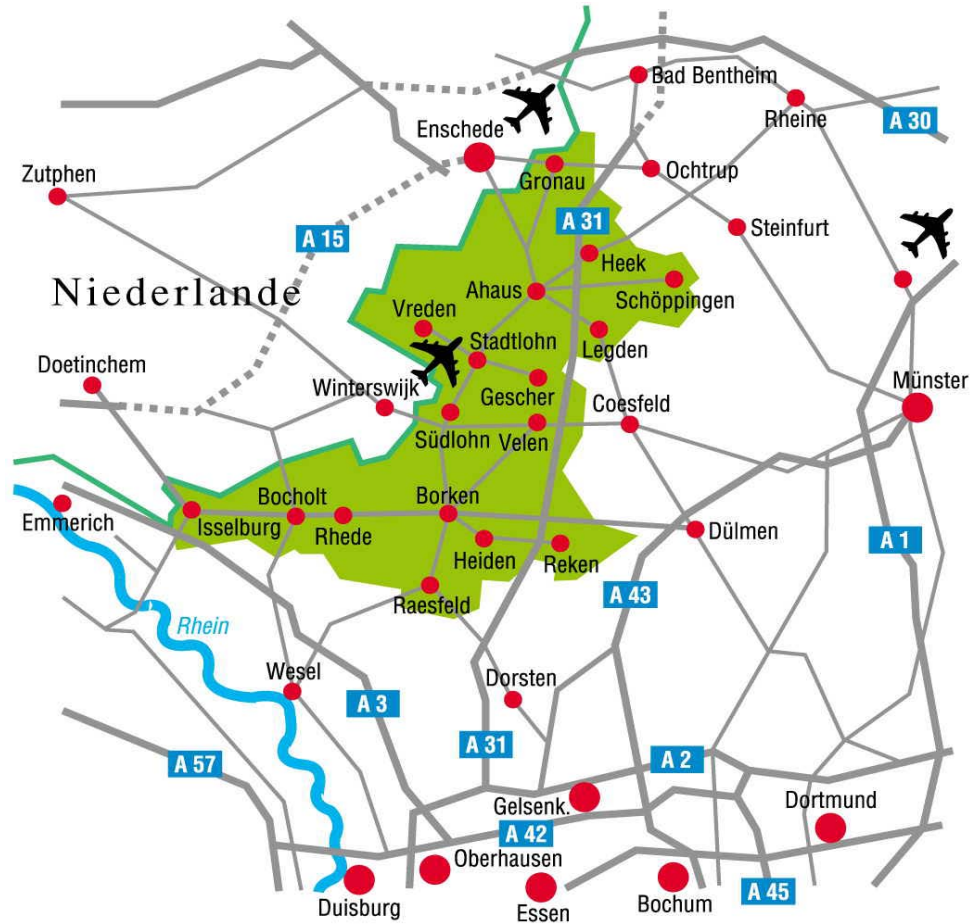 Bad Bentheim
Rheine
A 30
Enschede
Zutphen
Gronau
Ochtrup
A 15
A 31
Steinfurt
Niederlande
Heek
Ahaus
Schöppingen
Vreden
Stadtlohn
Legden
Doetinchem
Winterswijk
Gescher
Coesfeld
Münster
Südlohn
Velen
Emmerich
Isselburg
Bocholt
Rhede
Borken
Heiden
Reken
Dülmen
A 1
A 43
Raesfeld
Rhein
Wesel
Dorsten
A 3
A 31
A 2
A 57
Gelsenk.
Dortmund
A 42
Oberhausen
Duisburg
Essen
Bochum
A 45